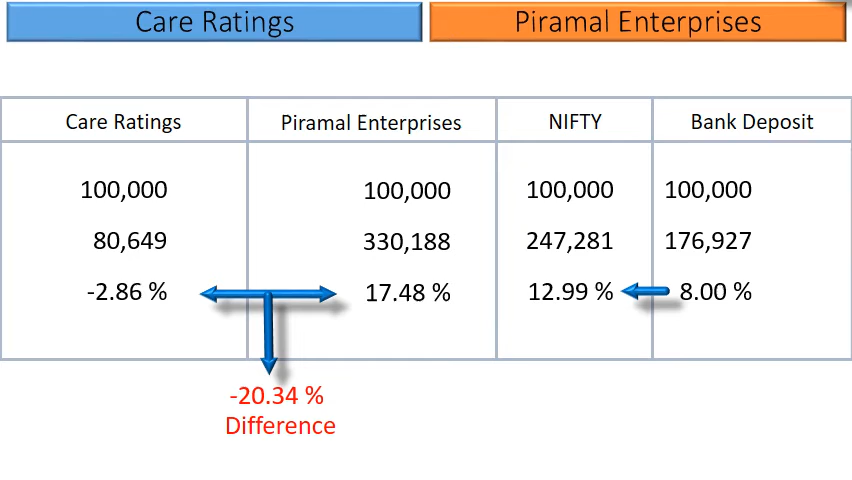 Care Ratings
Piramal Enterprises
Care Ratings Piramal Enterprises NIFTY Bank Deposit
100,000 100,000 100,000 100,000
80,649 330,188 247,281 176,927
-2.86 % 17.48 % 12.99 % 8.00 %
-20.34 %
Difference